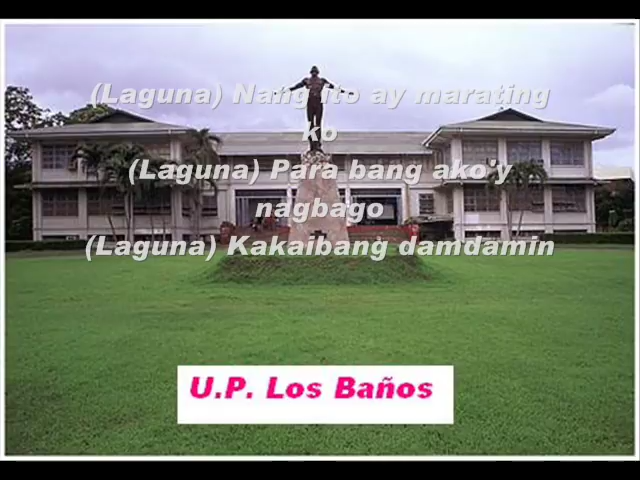 (Laguna) Nang ito ay marating
ko
(Laguna) Para bang ako'y
nagbago
(Laguna) Kakaibang damdamin
U.P. Los Baños